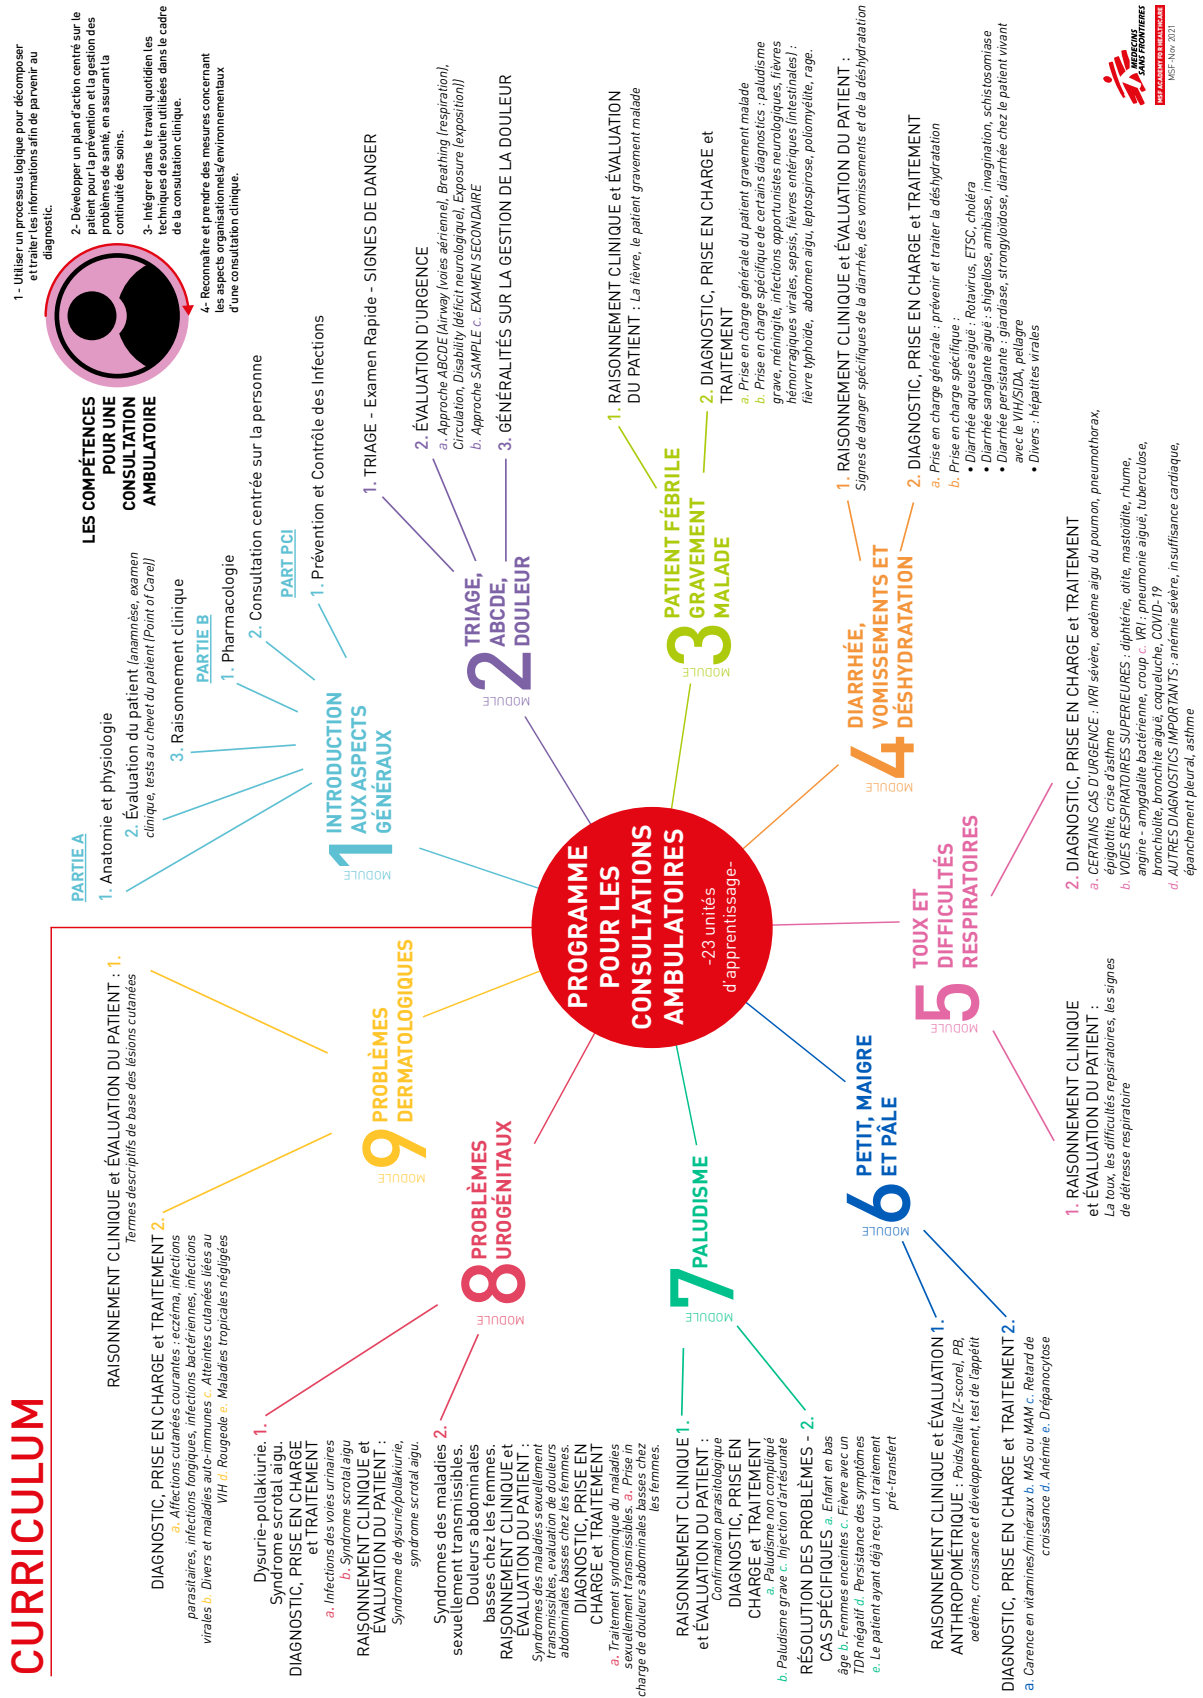 CURRICULUM
LES COMPÉTENCES
POUR UNE
CONSULTATION
AMBULATOIRE
1 - Utiliser un processus logique pour décomposer
et traiter les informations afin de parvenir au
diagnostic.
2- Développer un plan d'action centré sur le
patient pour la prévention et la gestion des
problèmes de santé, en assurant la
continuité des soins.
3- Intégrer dans le travail quotidien les
techniques de soutien utilisées dans le cadre
de la consultation clinique.
4- Reconnaître et prendre des mesures concernant
les aspects organisationnels/environnementaux
d'une consultation clinique.
PROGRAMME
POUR LES
CONSULTATIONS
AMBULATOIRES
-23 unités
d'apprentissage-
MODULE
1
INTRODUCTION
AUX ASPECTS
GÉNÉRAUX
PARTIE A
1. Anatomie et physiologie
2. Évaluation du patient (anamnèse, examen
clinique, tests au chevet du patient (Point of Care))
3. Raisonnement clinique
PARTIE B
1. Pharmacologie
2. Consultation centrée sur la personne
PART PCI
1. Prévention et Contrôle des Infections
MODULE
2
TRIAGE,
ABCDE,
DOULEUR
1. TRIAGE - Examen Rapide - SIGNES DE DANGER
2. ÉVALUATION D'URGENCE
a. Approche ABCDE (Airway (voies aérienne), Breathing (respiration),
Circulation, Disability (déficit neurologique), Exposure (exposition))
b. Approche SAMPLE c. EXAMEN SECONDAIRE
3. GÉNÉRALITÉS SUR LA GESTION DE LA DOULEUR
MODULE
3
PATIENT FÉBRILE
GRAVEMENT
MALADE
1. RAISONNEMENT CLINIQUE et ÉVALUATION
DU PATIENT : La fièvre, le patient gravement malade
2. DIAGNOSTIC, PRISE EN CHARGE et
TRAITEMENT
a. Prise en charge générale du patient gravement malade
b. Prise en charge spécifique de certains diagnostics : paludisme
grave, méningite, infections opportunistes neurologiques, fièvres
hémorragiques virales, sepsis, fièvres entériques (intestinales) :
fièvre typhoïde, abdomen aigu, leptospirose, poliomyélite, rage.
MODULE
4
DIARRHÉE,
VOMISSEMENTS ET
DÉSHYDRATATION
1. RAISONNEMENT CLINIQUE et ÉVALUATION DU PATIENT :
Signes de danger spécifiques de la diarrhée, des vomissements et de la déshydratation
2. DIAGNOSTIC, PRISE EN CHARGE et TRAITEMENT
a. Prise en charge générale : prévenir et traiter la déshydratation
b. Prise en charge spécifique :
• Diarrhée aqueuse aiguë : Rotavirus, ETSC, choléra
• Diarrhée sanglante aiguë : shigellose, amibiase, invagination, schistosomiase
• Diarrhée persistante : giardiase, strongyloïdose, diarrhée chez le patient vivant
avec le VIH/SIDA, pellagre
• Divers : hépatites virales
MODULE
5
TOUX ET
DIFFICULTÉS
RESPIRATOIRES
1. RAISONNEMENT CLINIQUE
et ÉVALUATION DU PATIENT :
La toux, les difficultés repsiratoires, les signes
de détresse respiratoire
2. DIAGNOSTIC, PRISE EN CHARGE et TRAITEMENT
a. CERTAINS CAS D'URGENCE : IVRI sévère, oedème aigu du poumon, pneumothorax,
épiglottite, crise d'asthme
b. VOIES RESPIRATOIRES SUPERIEURES : diphtérie, otite, mastoïdite, rhume,
angine - amygdalite bactérienne, croup c. VRI : pneumonie aiguë, tuberculose,
bronchiolite, bronchite aiguë, coqueluche, COVID-19
d. AUTRES DIAGNOSTICS IMPORTANTS : anémie sévère, insuffisance cardiaque,
épanchement pleural, asthme
MODULE
6
PETIT, MAIGRE
ET PÂLE
RAISONNEMENT CLINIQUE et ÉVALUATION 1.
ANTHROPOMÉTRIQUE : Poids/taille (Z-score), PB,
oedème, croissance et développement, test de l'appétit
DIAGNOSTIC, PRISE EN CHARGE et TRAITEMENT 2.
a. Carence en vitamines/minéraux b. MAS ou MAM c. Retard de
croissance d. Anémie e. Drépanocytose
MODULE
7
PALUDISME
RAISONNEMENT CLINIQUE 1.
et ÉVALUATION DU PATIENT :
Confirmation parasitologique
DIAGNOSTIC, PRISE EN
CHARGE et TRAITEMENT
a. Paludisme non compliqué
b. Paludisme grave c. Injection d'artésunate
RÉSOLUTION DES PROBLÈMES - 2.
CAS SPÉCIFIQUES a. Enfant en bas
âge b. Femmes enceintes c. Fièvre avec un
TDR négatif d. Persistance des symptômes
e. Le patient ayant déjà reçu un traitement
pré-transfert
MODULE
8
PROBLÈMES
UROGÉNITAUX
Dysurie-pollakiurie. 1.
Syndrome scrotal aigu.
DIAGNOSTIC, PRISE EN CHARGE
et TRAITEMENT
a. Infections des voies urinaires
b. Syndrome scrotal aigu
RAISONNEMENT CLINIQUE et
ÉVALUATION DU PATIENT :
Syndrome de dysurie/pollakiurie,
syndrome scrotal aigu.
Syndromes des maladies 2.
sexuellement transmissibles.
Douleurs abdominales
basses chez les femmes.
RAISONNEMENT CLINIQUE et
ÉVALUATION DU PATIENT :
Syndromes des maladies sexuellement
transmissibles, evaluation de douleurs
abdominales basses chez les femmes.
DIAGNOSTIC, PRISE EN
CHARGE et TRAITEMENT
a. Traitement syndromique du maladies
sexuellement transmissibles. a. Prise in
charge de douleurs abdominales basses chez
les femmes.
MODULE
9
PROBLÈMES
DERMATOLOGIQUES
RAISONNEMENT CLINIQUE et ÉVALUATION DU PATIENT : 1.
Termes descriptifs de base des lésions cutanées
DIAGNOSTIC, PRISE EN CHARGE et TRAITEMENT 2.
a. Affections cutanées courantes : eczéma, infections
parasitaires, infections fongiques, infections bactériennes, infections
virales b. Divers et maladies auto-immunes c. Atteintes cutanées liées au
VIH d. Rougeole e. Maladies tropicales négligées
MEDECINS
SANS FRONTIERES
MSF ACADEMY FOR HEALTHCARE
MSF -Nov 2021